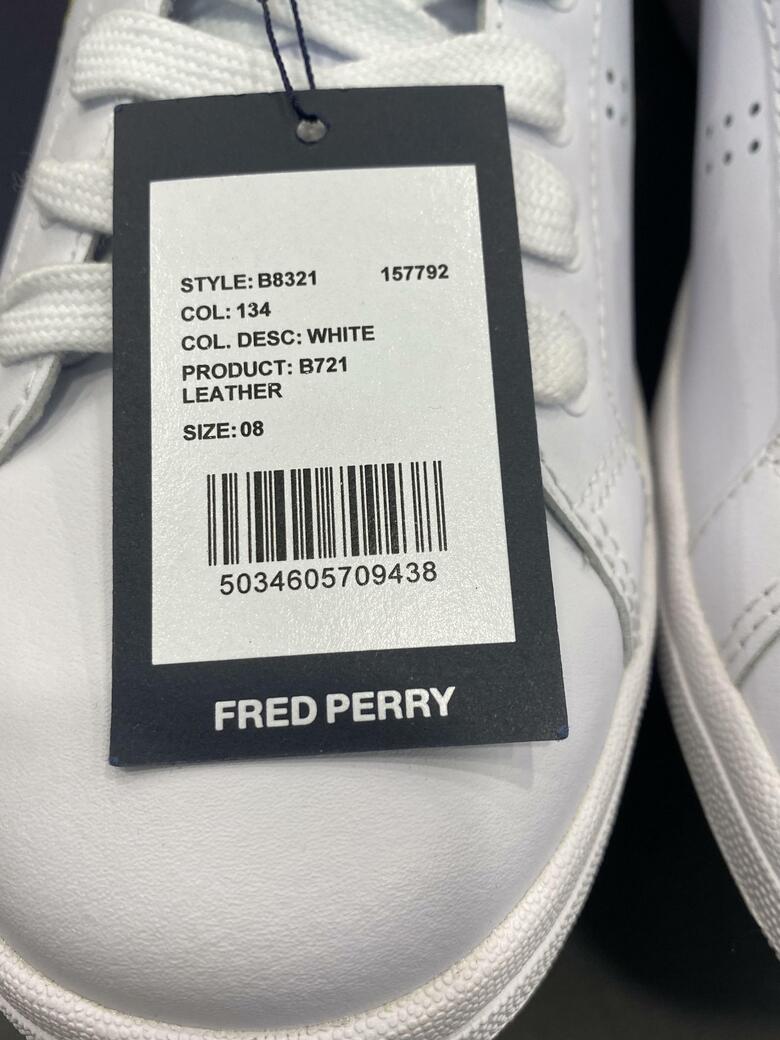 STYLE: B8321 157792
COL: 134
COL. DESC: WHITE
PRODUCT: B721
LEATHER
SIZE: 08
5034605709438
FRED PERRY